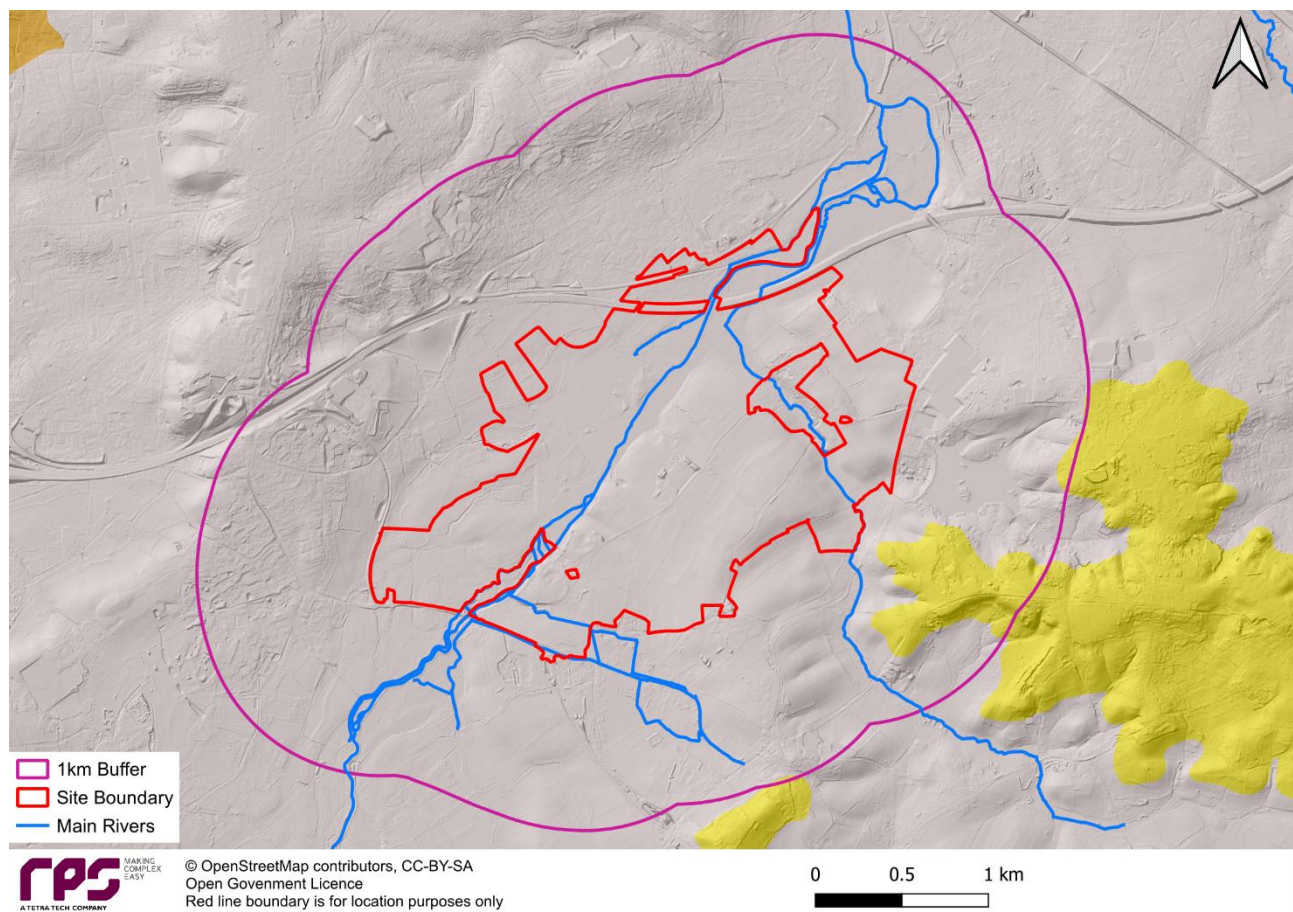 1km Buffer
Site Boundary
Main Rivers
rps
MAKING
COMPLEX
EASY
A TETRA TECH COMPANY
© OpenStreetMap contributors, CC-BY-SA
Open Govenment Licence
Red line boundary is for location purposes only
0 0.5 1 km